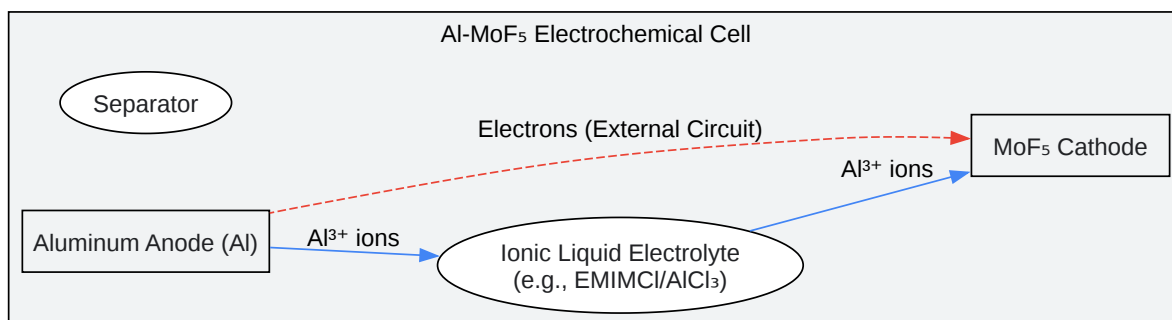 Al-MoF₅ Electrochemical Cell
Separator
Electrons (External Circuit)
MoF₅ Cathode
Al³⁺ ions
Aluminum Anode (Al)
Al³⁺ ions
Ionic Liquid Electrolyte
(e.g., EMIMCl/AlCl₃)